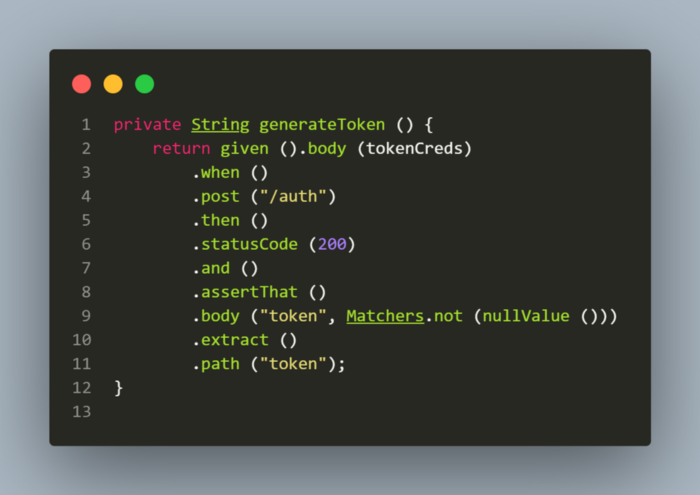 1 private String generateToken () {
2 return given ().body (tokenCreds)
3 .when ()
4 .post ("/auth")
5 .then ()
6 .statusCode (200)
7 .and ()
8 .assertThat ()
9 .body ("token", Matchers.not (nullValue ()))
10 .extract ()
11 .path ("token");
12 }
13